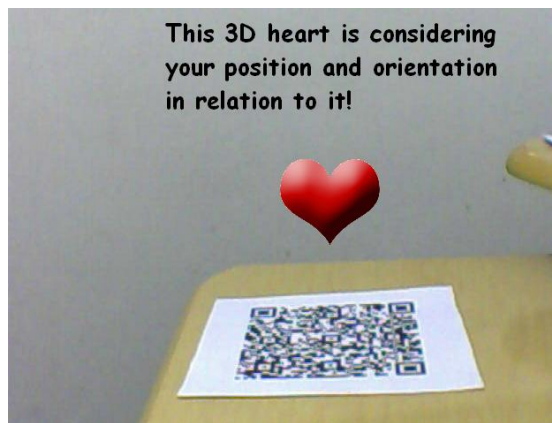 This 3D heart is considering
your position and orientation
in relation to it!